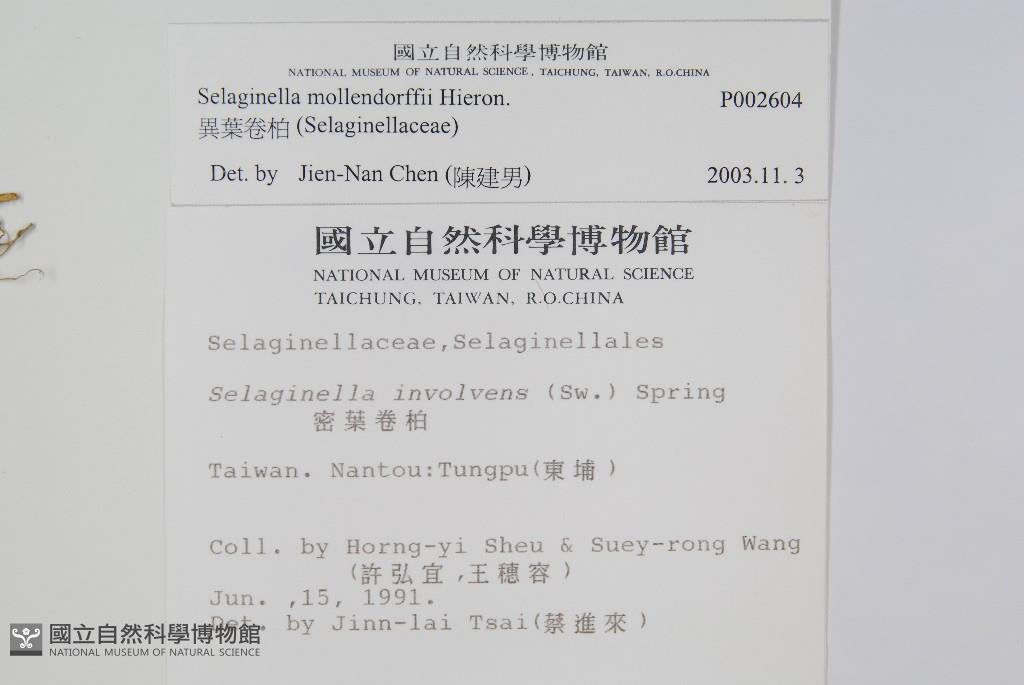 國立自然科學博物館
NATIONAL MUSEUM OF NATURAL SCIENCE, TAICHUNG, TAIWAN, R.O.CHINA
Selaginella mollendorffii Hieron. P002604
異葉卷柏 (Selaginellaceae)
Det. by Jien-Nan Chen (陳建男) 2003.11. 3
國立自然科學博物館
NATIONAL MUSEUM OF NATURAL SCIENCE
TAICHUNG, TAIWAN, R.O.CHINA
Selaginellaceae,Selaginellales
Selaginella involvens (Sw.) Spring
密葉卷柏
Taiwan. Nantou:Tungpu(東埔)
Coll. by Horng-yi Sheu & Suey-rong Wang
(許弘宜,王穗容)
Jun. ,15, 1991.
Det. by Jinn-lai Tsai(蔡進來)
國立自然科學博物館
NATIONAL MUSEUM OF NATURAL SCIENCE